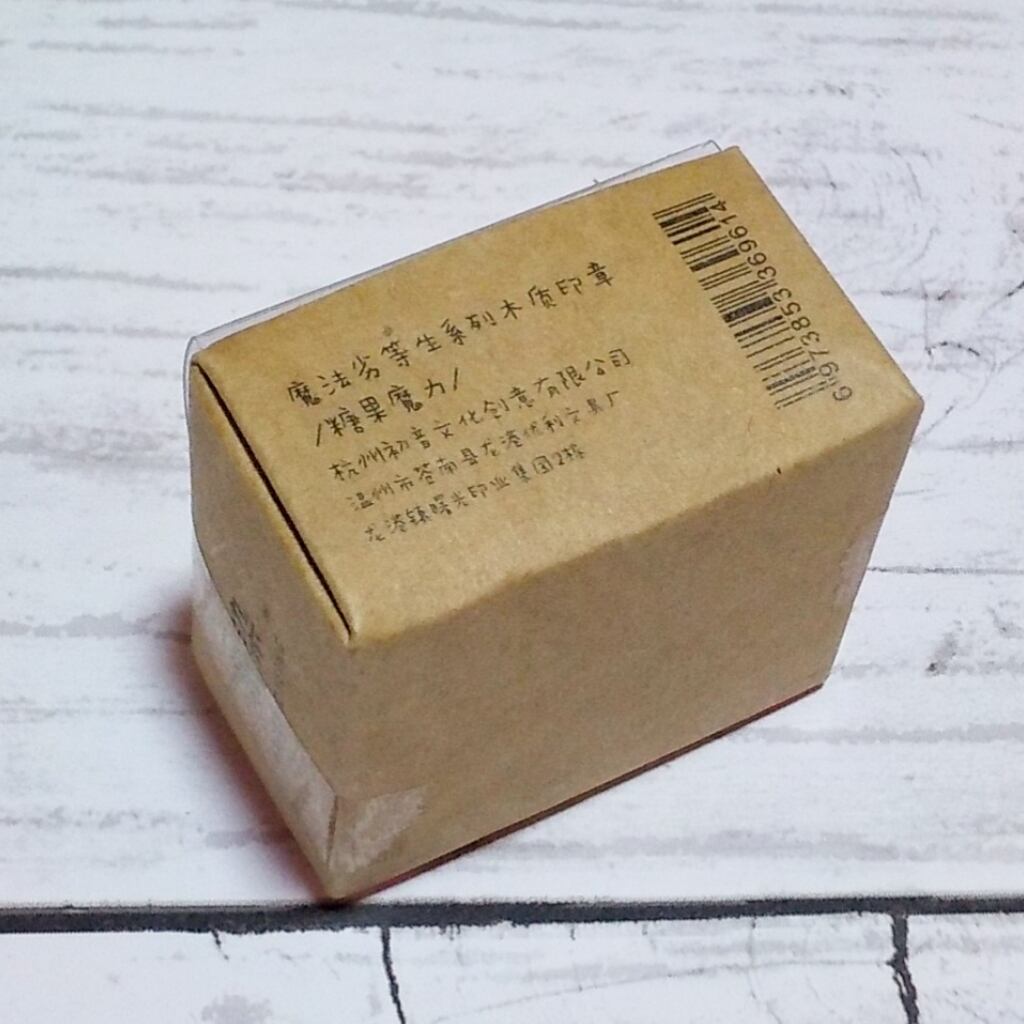 魔法劣等生系列木质印章
/糖果魔力/
杭州初音文化创意有限公司
温州市苍南县龙港优利文具厂
龙港镇曙光印业集团2栋
6973853369614